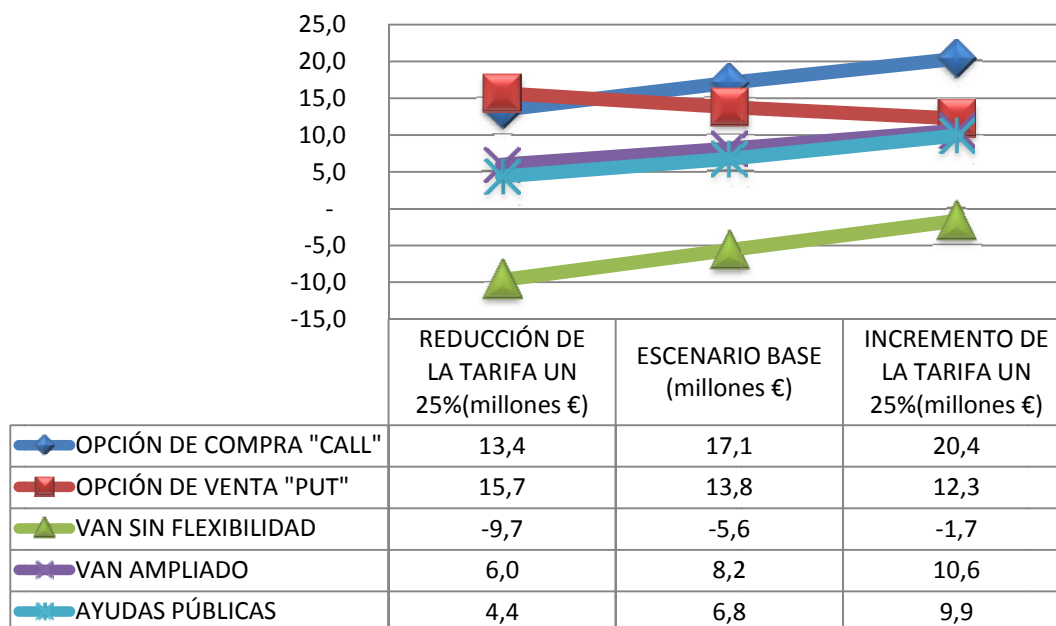 25,0
20,0
15,0
10,0
5,0
-
-5,0
-10,0
-15,0
REDUCCIÓN DE
LA TARIFA UN
25%(millones €)
ESCENARIO BASE
(millones €)
INCREMENTO DE
LA TARIFA UN
25%(millones €)
OPCIÓN DE COMPRA "CALL" 13,4 17,1 20,4
OPCIÓN DE VENTA "PUT" 15,7 13,8 12,3
VAN SIN FLEXIBILIDAD -9,7 -5,6 -1,7
VAN AMPLIADO 6,0 8,2 10,6
AYUDAS PÚBLICAS 4,4 6,8 9,9